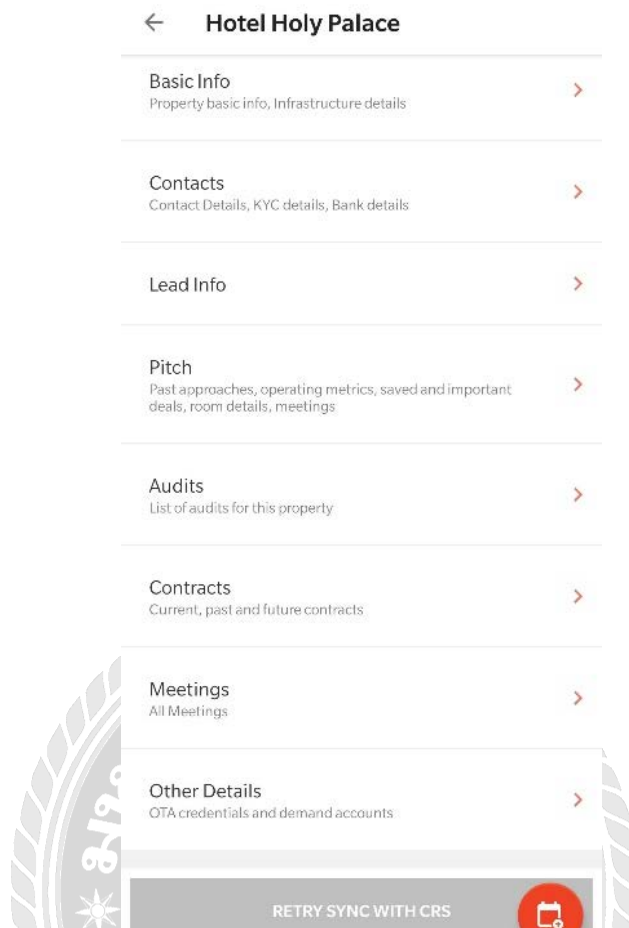 Hotel Holy Palace
Basic Info
Property basic info, Infrastructure details
Contacts
Contact Details, KYC details, Bank details
Lead Info
Pitch
Past approaches, operating metrics, saved and important
deals, room details, meetings
Audits
List of audits for this property
Contracts
Current, past and future contracts
Meetings
All Meetings
Other Details
OTA credentials and demand accounts
RETRY SYNC WITH CRS